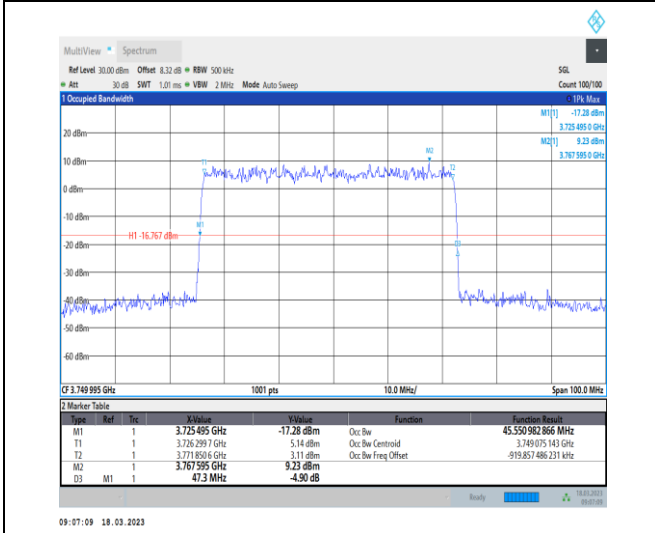 MultiView Spectrum
Ref Level 30.00 dBm Offset 8.32 dB RBW 500 kHz SGL
Att 30 dB SWT 1.01 ms VBW 2 MHz Mode Auto Sweep Count 100/100
1 Occupied Bandwidth 1Pk Max
M1[1] -17.28 dBm
3.725 495 0 GHz
M2[1] 9.23 dBm
3.767 595 0 GHz
20 dBm
M2
10 dBm
T1
T2
0 dBm
-10 dBm
M1
H1 -16.767 dBm
-20 dBm
D3
-30 dBm
-40 dBm
-50 dBm
-60 dBm
CF 3.749 995 GHz 1001 pts 10.0 MHz/ Span 100.0 MHz
2 Marker Table
Type Ref Trc X-Value Y-Value Function Function Result
M1 1 3.725 495 GHz -17.28 dBm Occ Bw 45.550 982 866 MHz
T1 1 3.726 299 7 GHz 5.14 dBm Occ Bw Centroid 3.749 075 143 GHz
T2 1 3.771 850 6 GHz 3.11 dBm Occ Bw Freq Offset -919.857 486 231 kHz
M2 1 3.767 595 GHz 9.23 dBm
D3 M1 1 47.3 MHz -4.90 dB
Ready 18.03.2023
09:07:09
09:07:09 18.03.2023